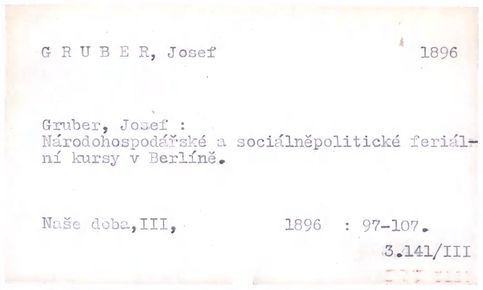 G R U B E R, Josef 1896
Gruber, Josef :
Národohospodářské a sociálněpolitické feriál-
ní kursy v Berlíně.
Naše doba,III, 1896 : 97-107.
3.141/III